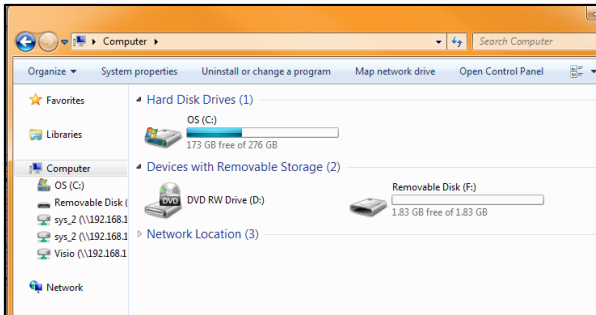 Computer
Search Computer
Organize
System properties
Uninstall or change a program
Map network drive
Open Control Panel
Favorites
Libraries
Computer
OS (C:)
Removable Disk (
sys_2 (\\192.168.1
sys_2 (\\192.168.1
Visio (\\192.168.1
Network
Hard Disk Drives (1)
OS (C:)
173 GB free of 276 GB
Devices with Removable Storage (2)
DVD
DVD RW Drive (D:)
Removable Disk (F:)
1.83 GB free of 1.83 GB
Network Location (3)